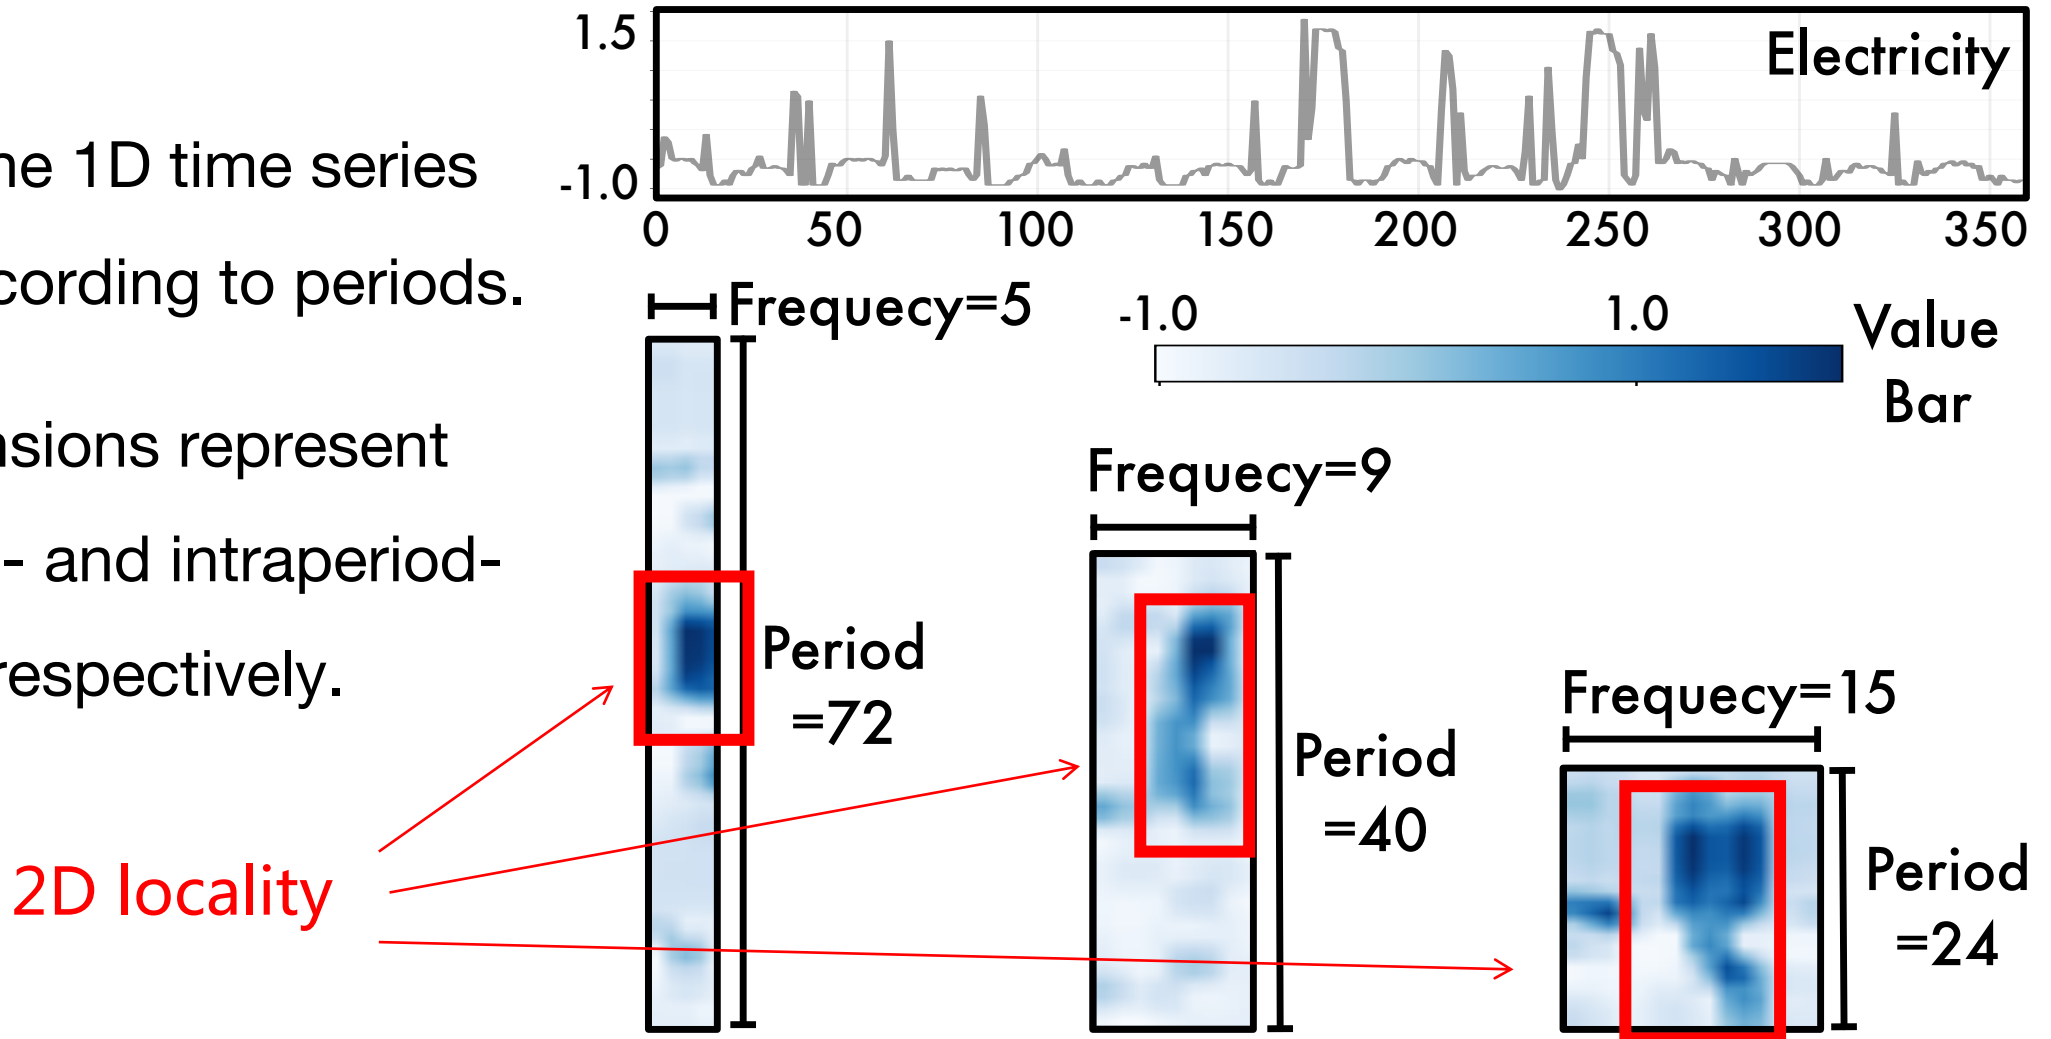 1.5
Electricity
-1.0
0 50 100 150 200 250 300 350
ne 1D time series
cording to periods.
nsions represent
- and intraperiod-
respectively.
2D locality
Frequecy=5
Period
=72
-1.0 1.0
Value
Bar
Frequecy=9
Period
=40
Frequecy=15
Period
=24